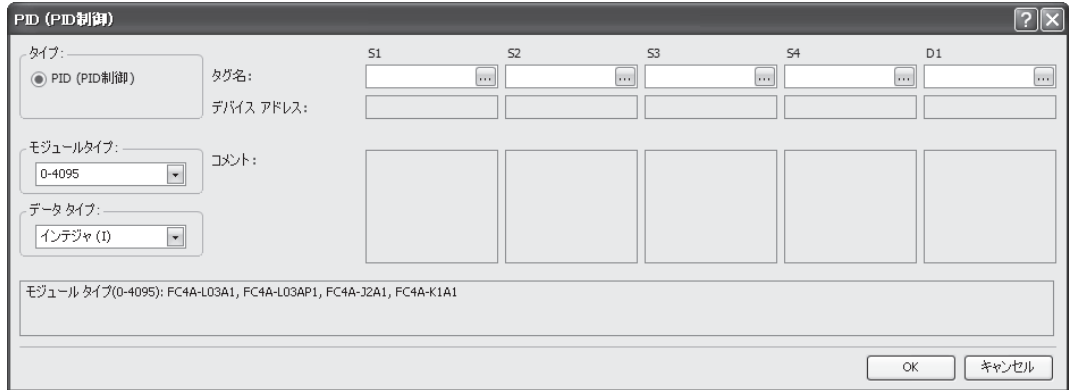 PID (PID制御)
タイプ:
PID (PID制御)
S1 S2 S3 S4 D1
タグ名:
デバイス アドレス:
モジュールタイプ:
0-4095
コメント:
データ タイプ:
インテジャ (I)
モジュール タイプ(0-4095): FC4A-L03A1, FC4A-L03AP1, FC4A-J2A1, FC4A-K1A1
OK キャンセル